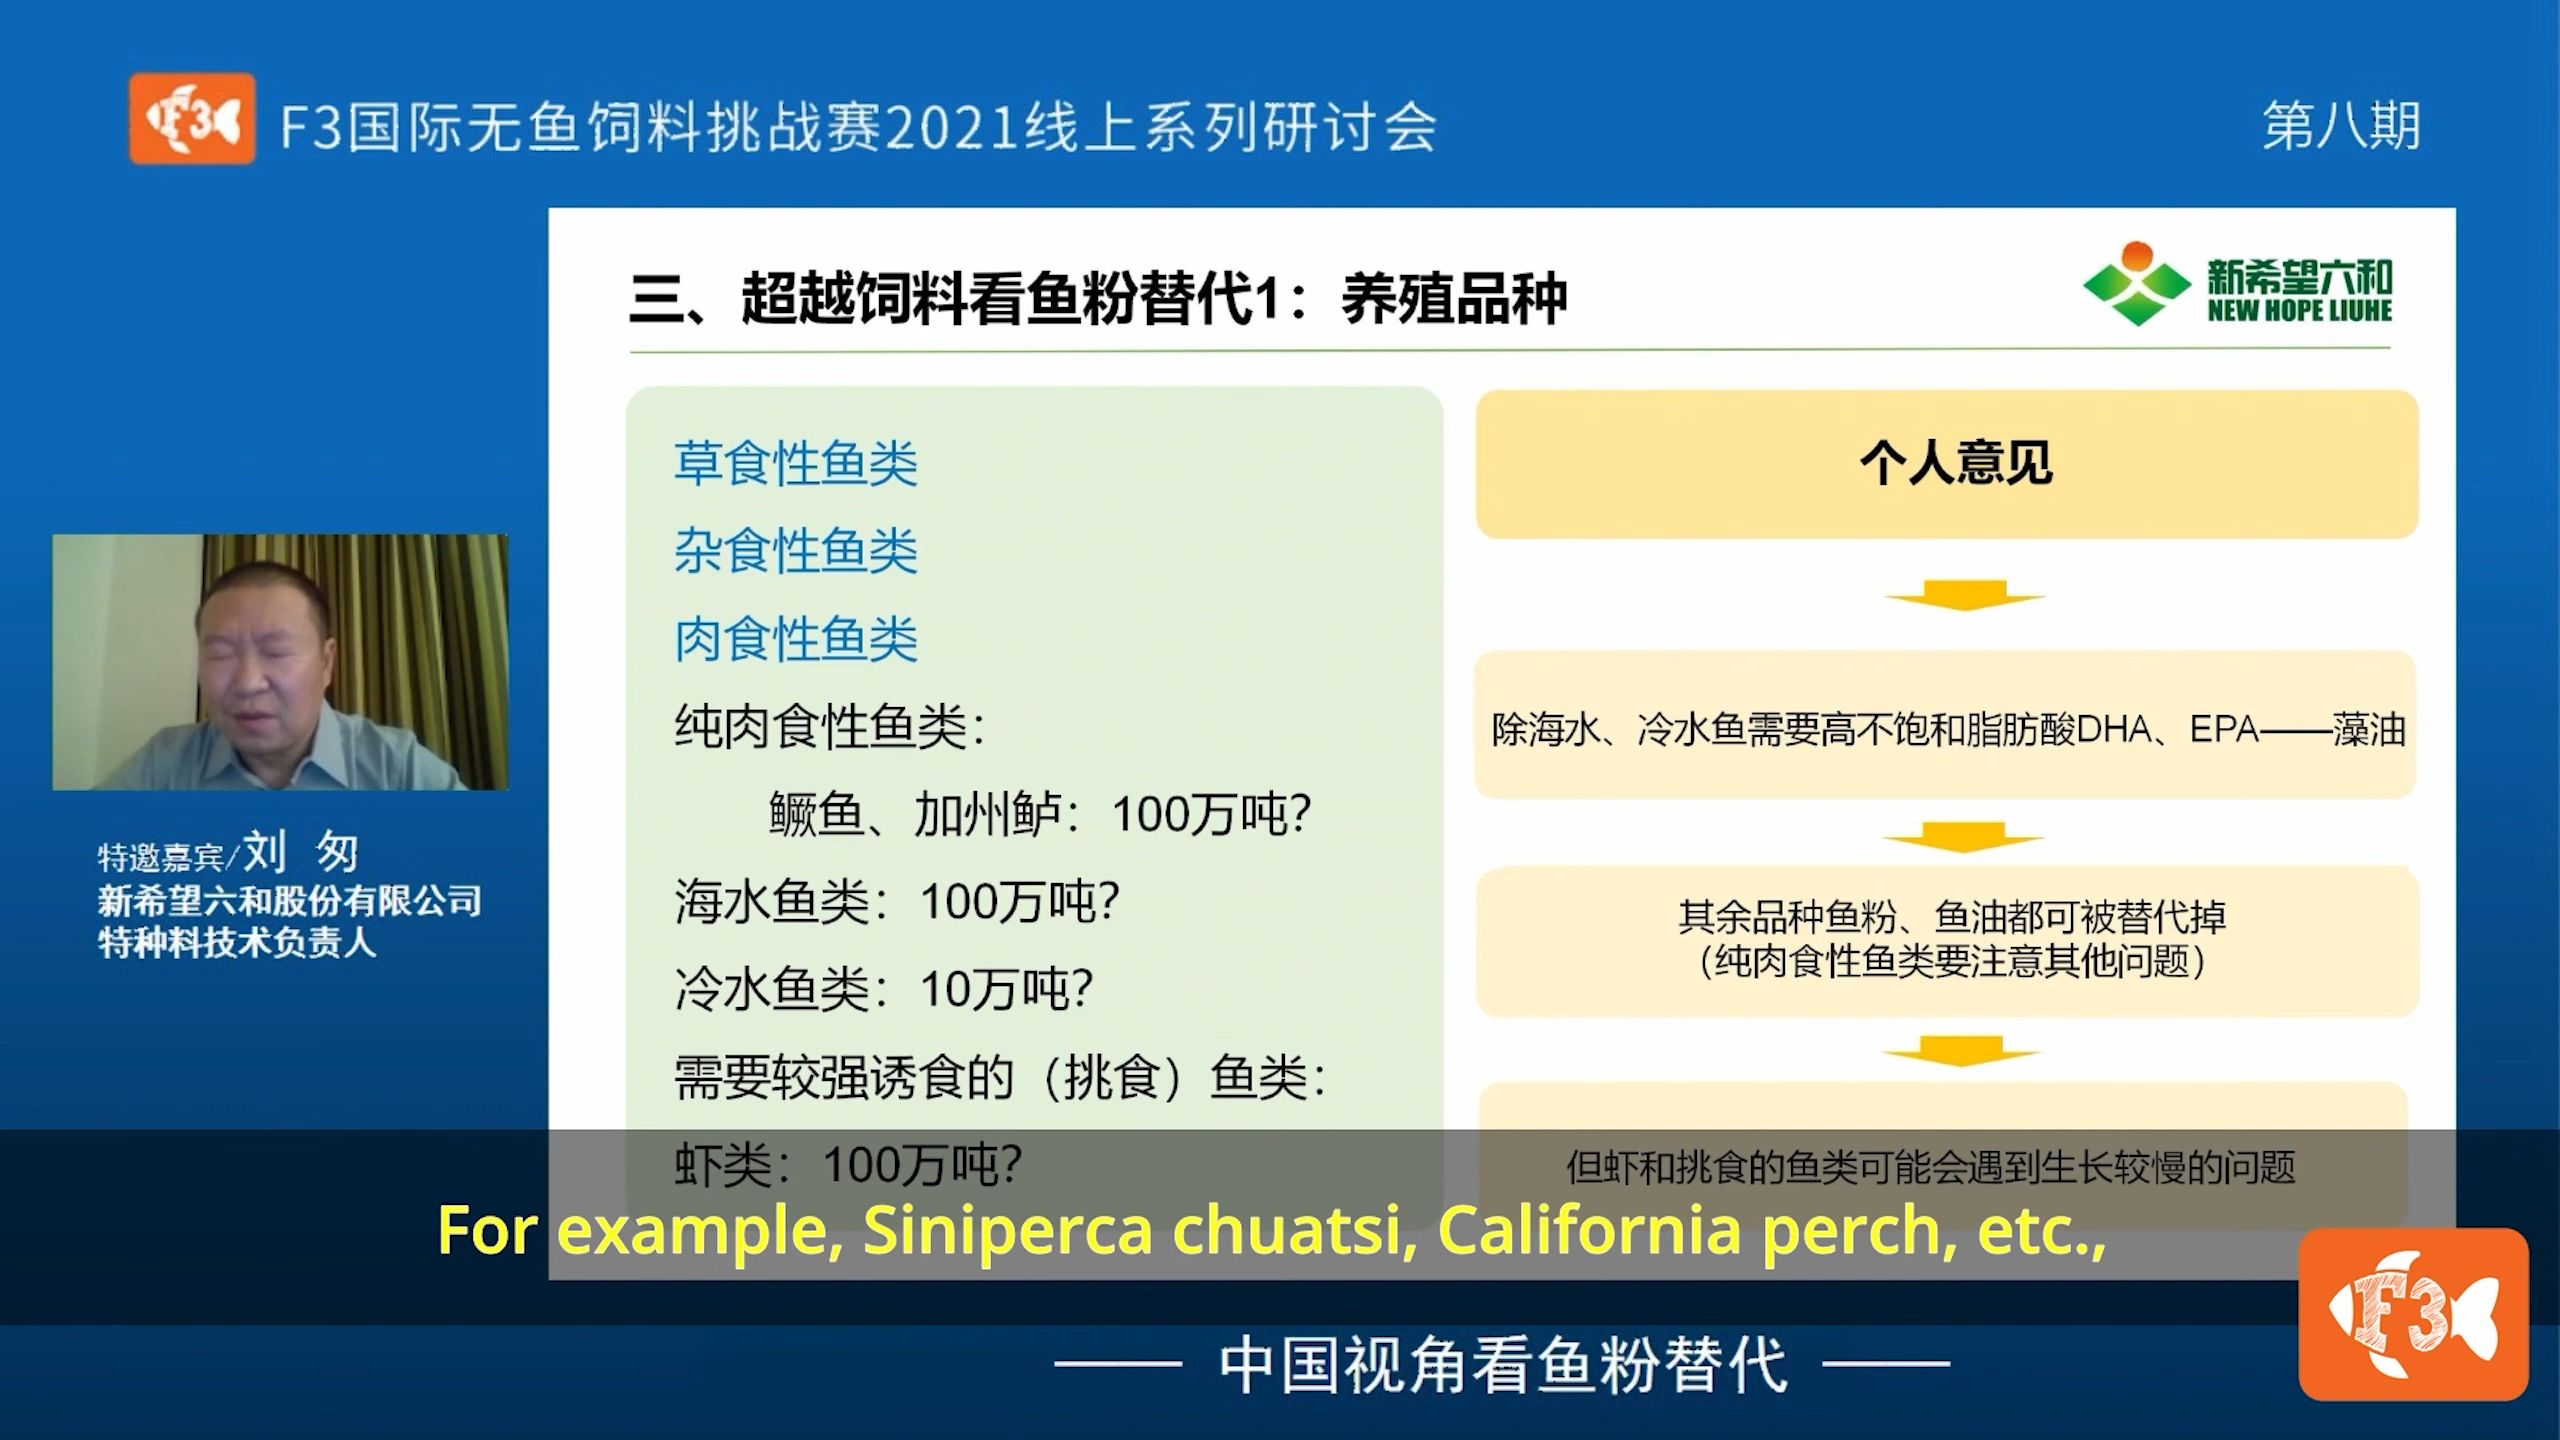 F3
F3国际无鱼饲料挑战赛2021线上系列研讨会
第八期
三、超越饲料看鱼粉替代1：养殖品种
新希望六和
NEW HOPE LIUHE
草食性鱼类
杂食性鱼类
肉食性鱼类
纯肉食性鱼类：
鳜鱼、加州鲈：100万吨？
海水鱼类：100万吨？
冷水鱼类：10万吨？
需要较强诱食的（挑食）鱼类：
虾类：100万吨？
个人意见
除海水、冷水鱼需要高不饱和脂肪酸DHA、EPA——藻油
其余品种鱼粉、鱼油都可被替代掉
（纯肉食性鱼类要注意其他问题）
但虾和挑食的鱼类可能会遇到生长较慢的问题
特邀嘉宾/刘 匆
新希望六和股份有限公司
特种料技术负责人
For example, Siniperca chuatsi, California perch, etc.,
中国视角看鱼粉替代
F3